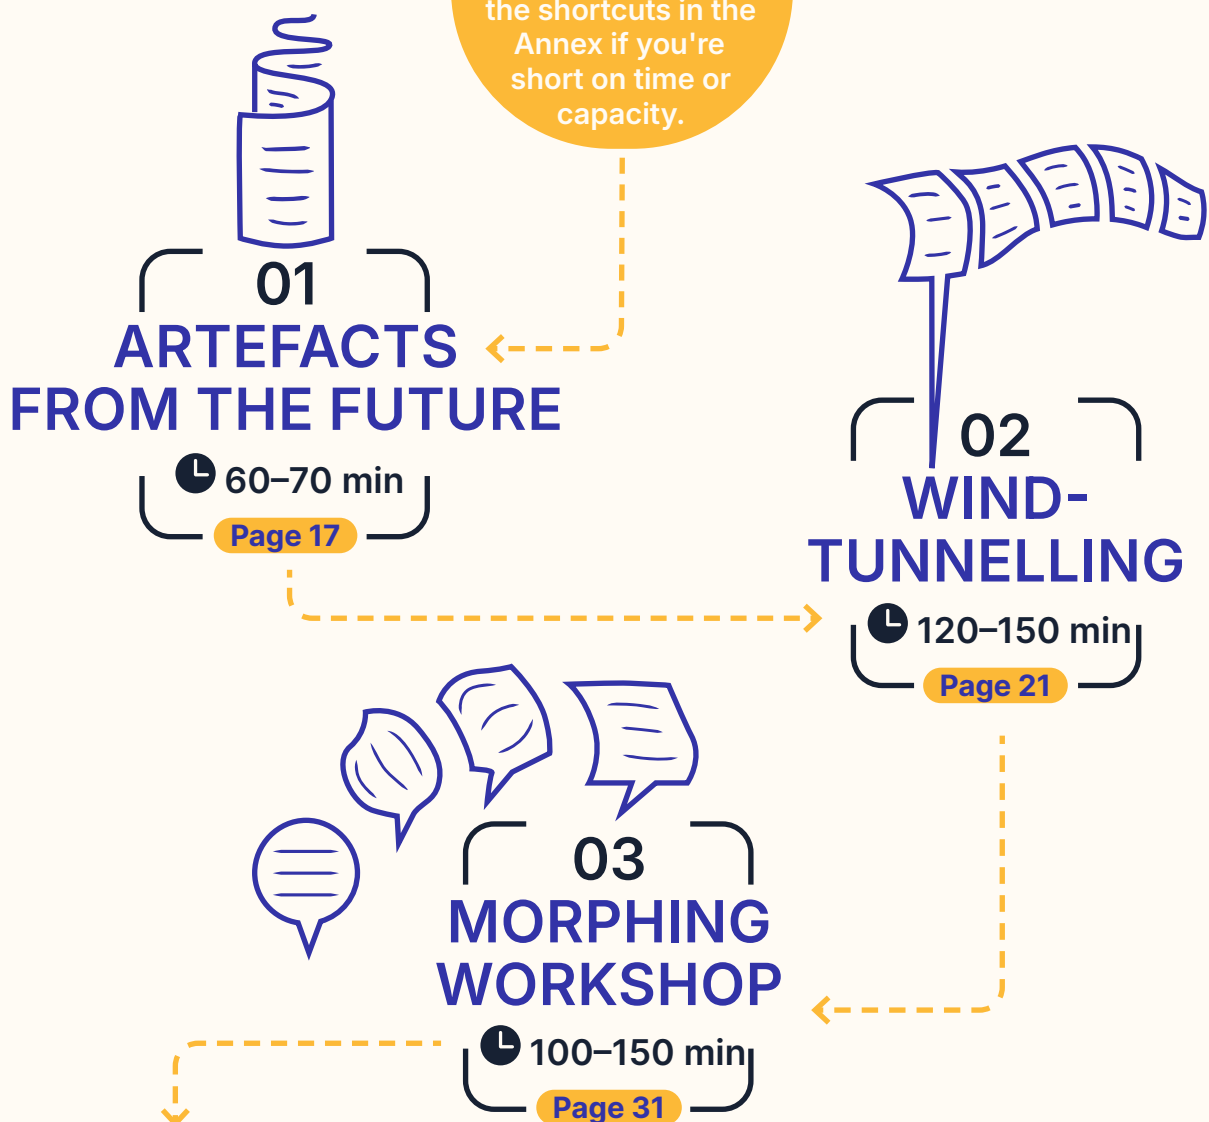 the shortcuts in the
Annex if you're
short on time or
capacity.
01
ARTEFACTS
FROM THE FUTURE
60–70 min
Page 17
02
WIND-
TUNNELLING
120–150 min
Page 21
03
MORPHING
WORKSHOP
100–150 min
Page 31